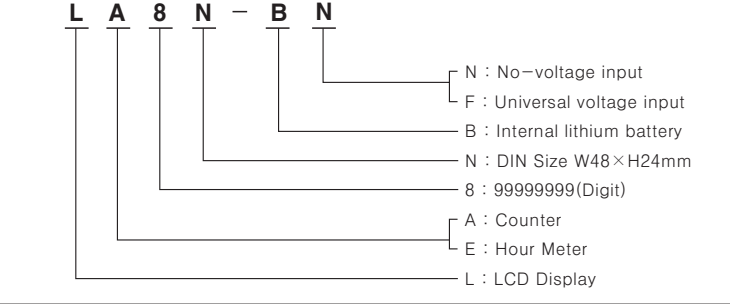 L A 8 N - B N
N : No-voltage input
F : Universal voltage input
B : Internal lithium battery
N : DIN Size W48×H24mm
8 : 99999999(Digit)
A : Counter
E : Hour Meter
L : LCD Display